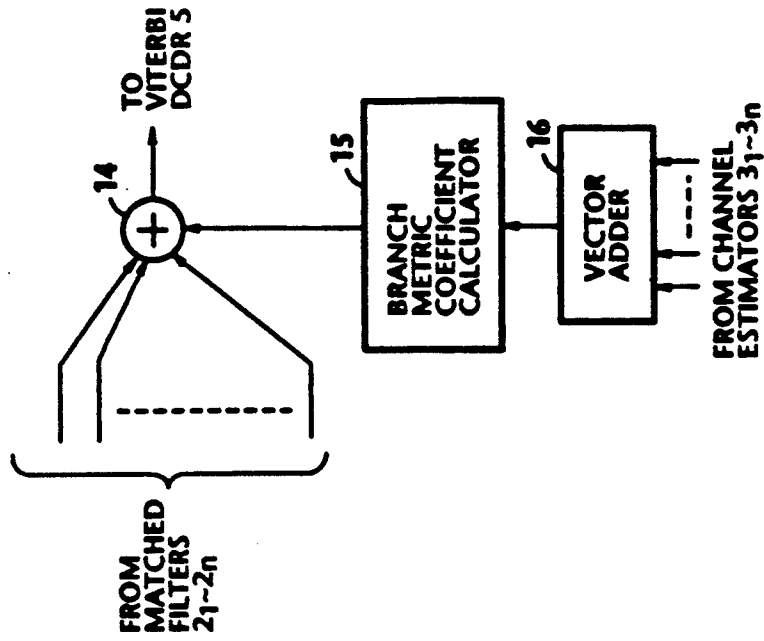 FROM
MATCHED
FILTERS
2₁~2ₙ
14
TO
VITERBI
DCDR 5
15
BRANCH
METRIC
COEFFICIENT
CALCULATOR
16
VECTOR
ADDER
FROM CHANNEL
ESTIMATORS 3₁~3ₙ